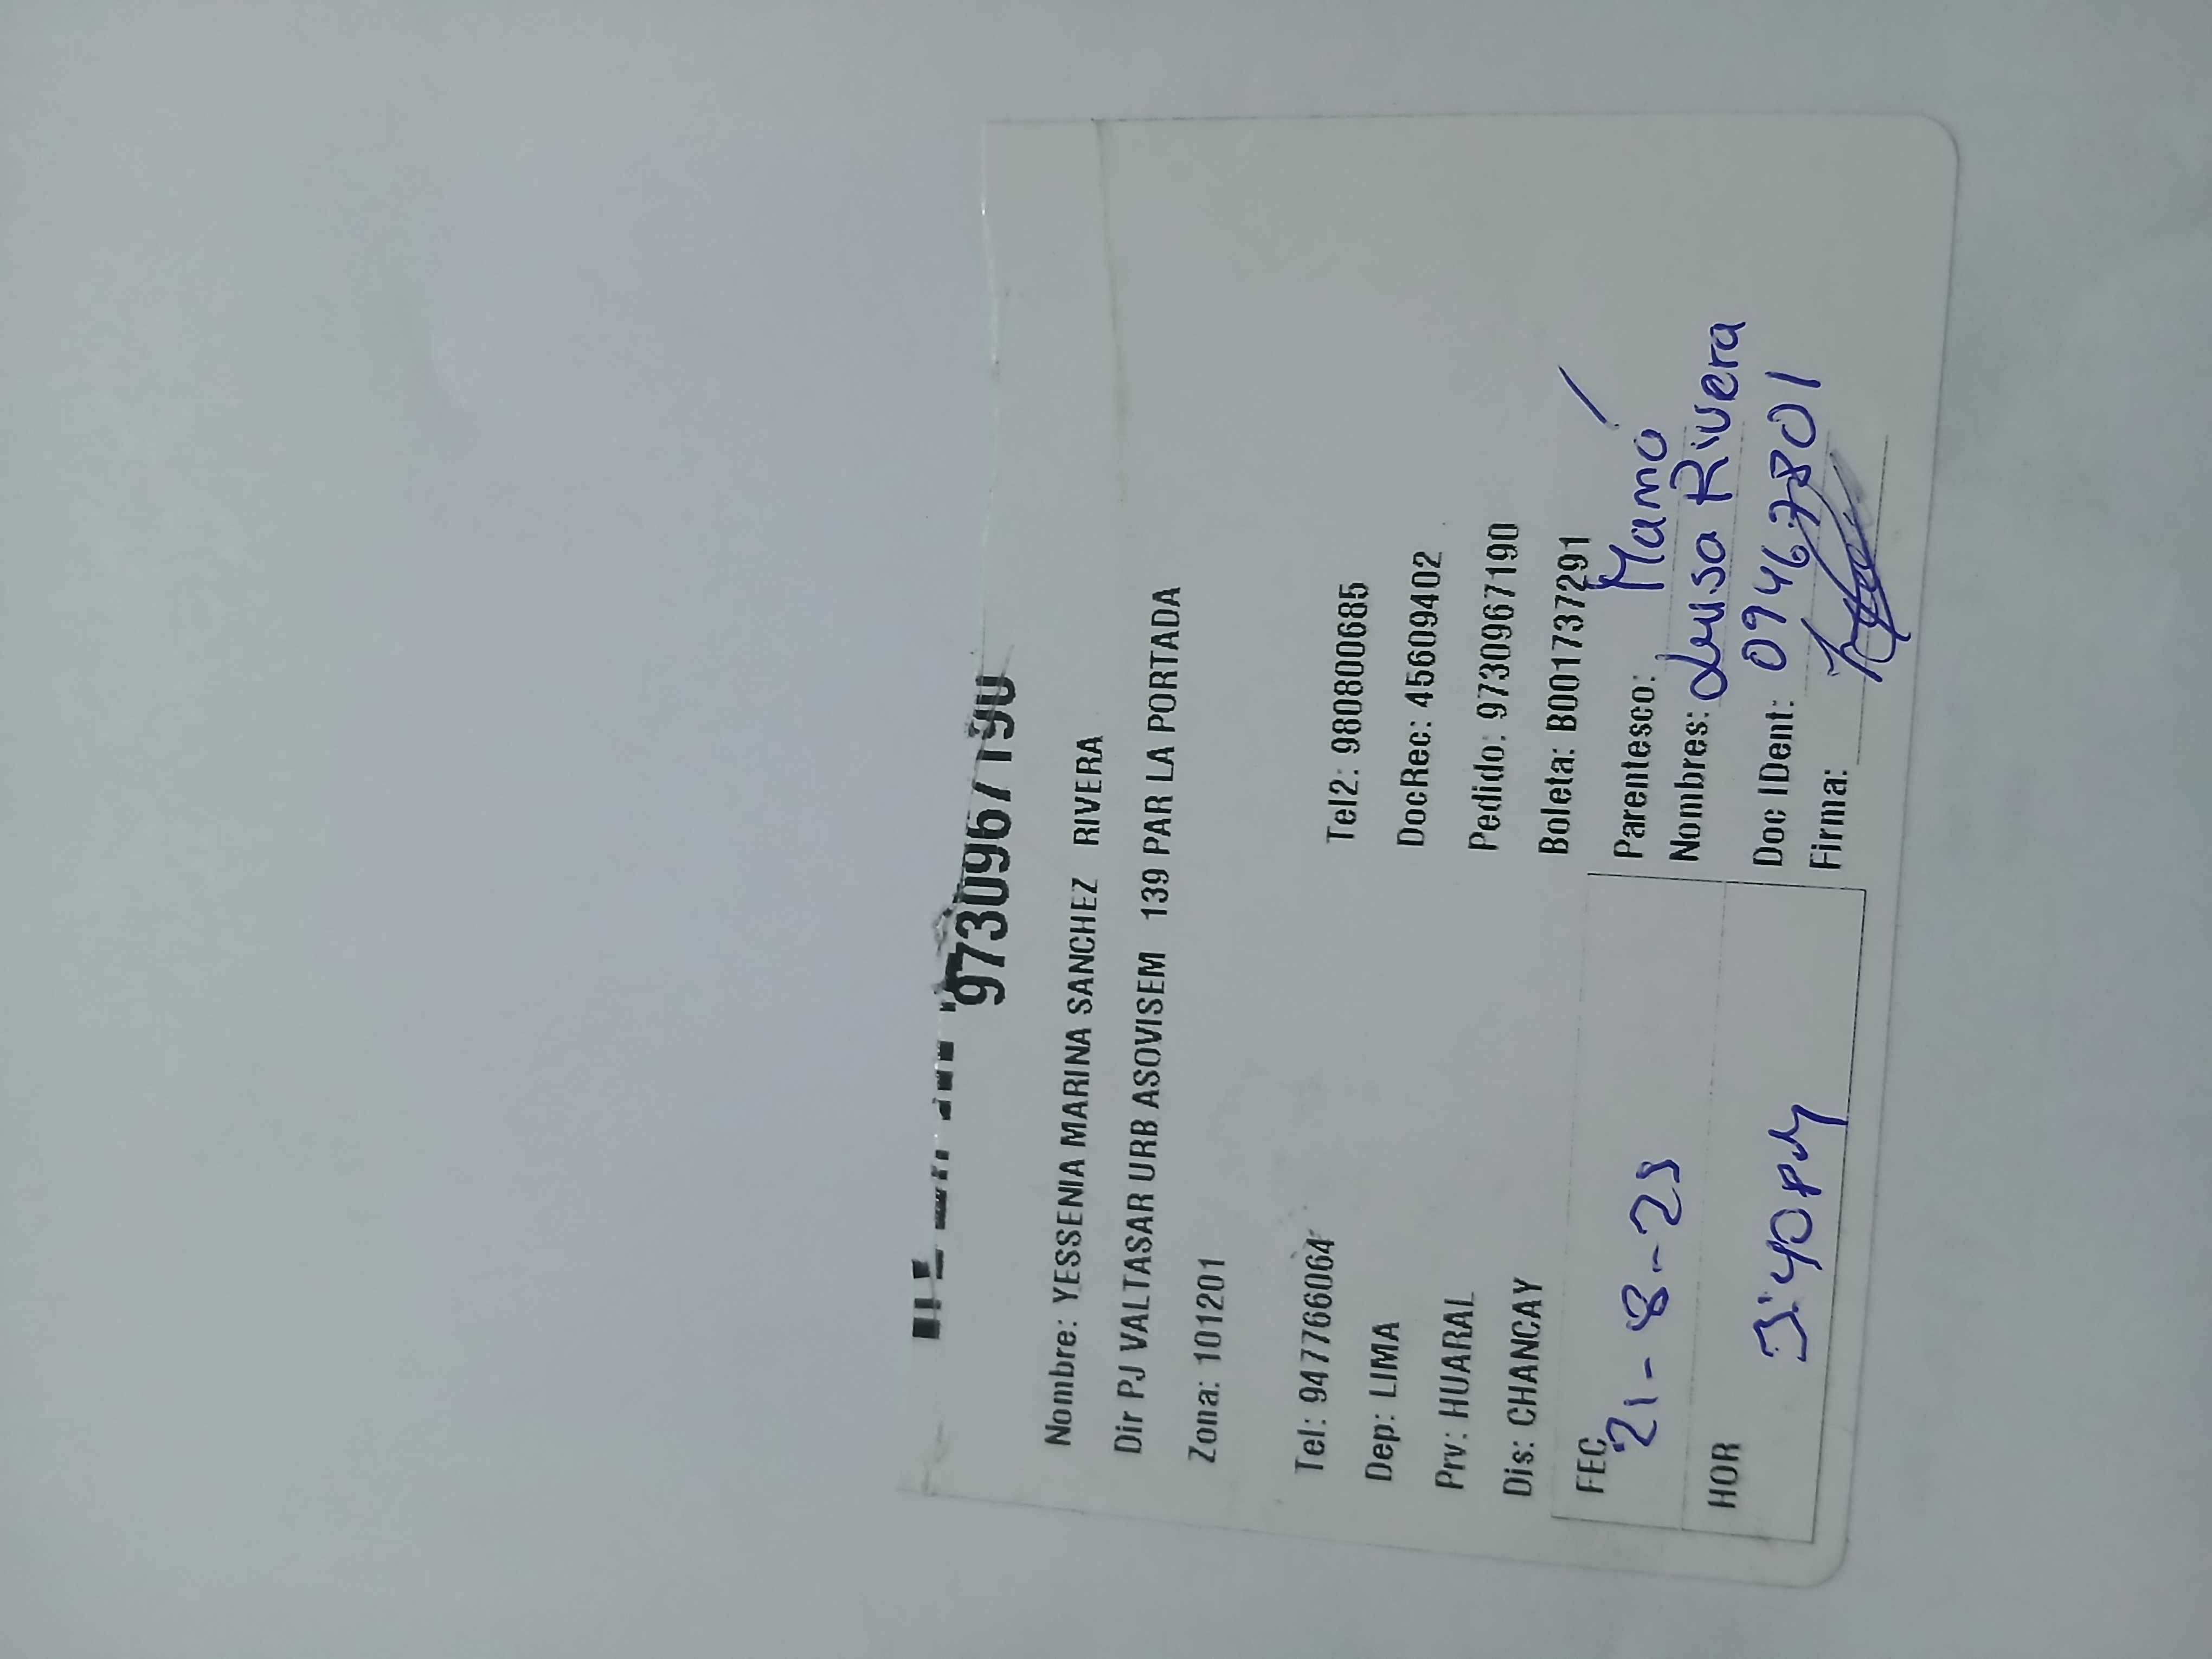 9730967190
Nombre: YESSENIA MARINA SANCHEZ RIVERA
Dir PJ VALTASAR URB ASOVISEM 139 PAR LA PORTADA
Zona: 101201
Tel: 947766064 Tel2: 980800685
Dep: LIMA DocRec: 45609402
Prv: HUARAL Pedido: 9730967190
Dis: CHANCAY Boleta: B001737291
FEC 21-8-25 Parentesco: Mamá
Nombres: Luisa Rivera
HOR 3:40 PM Doc IDent: 09467801
Firma: